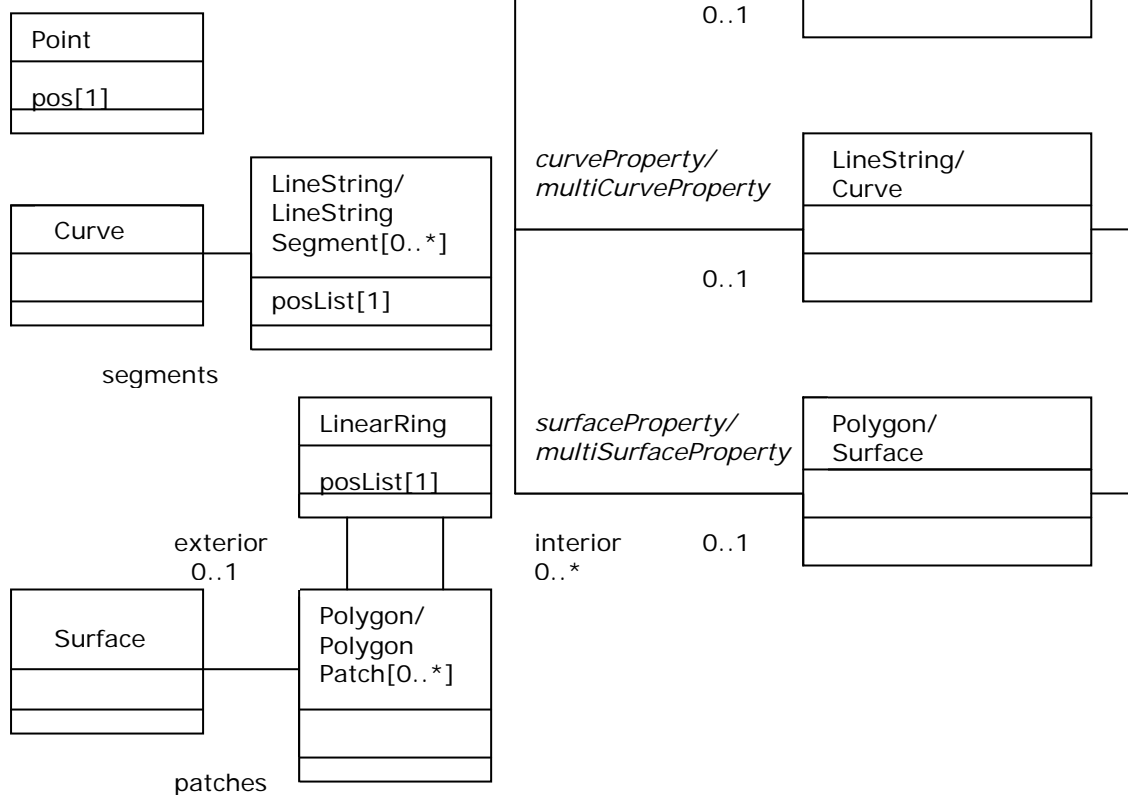 0..1
Point
pos[1]
curveProperty/
multiCurveProperty
LineString/
Curve
LineString/
LineString
Segment[0..*]
Curve
0..1
posList[1]
segments
LinearRing
surfaceProperty/
multiSurfaceProperty
Polygon/
Surface
posList[1]
exterior
0..1
interior
0..*
0..1
Surface
Polygon/
Polygon
Patch[0..*]
patches